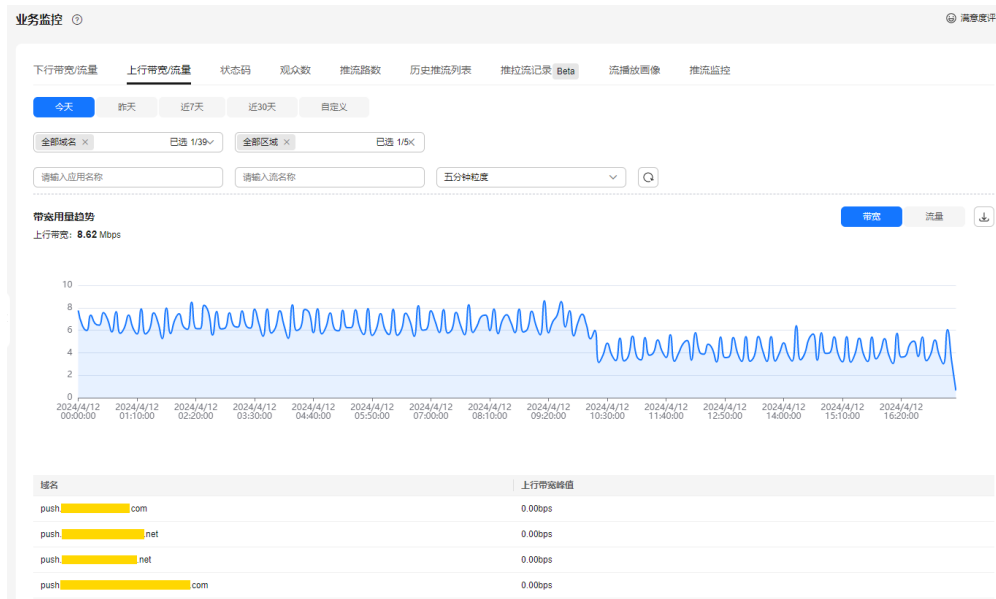 业务监控
满意度评
下行带宽/流量 上行带宽/流量 状态码 观众数 推流路数 历史推流列表 推拉流记录 Beta 流播放画像 推流监控
今天 昨天 近7天 近30天 自定义
全部域名 × 已选 1/39 全部区域 × 已选 1/5
请输入应用名称 请输入流名称 五分钟粒度
带宽用量趋势
带宽 流量
上行带宽: 8.62 Mbps
10
8
6
4
2
0
2024/4/12 2024/4/12 2024/4/12 2024/4/12 2024/4/12 2024/4/12 2024/4/12 2024/4/12 2024/4/12 2024/4/12 2024/4/12 2024/4/12 2024/4/12 2024/4/12 2024/4/12
00:00:00 01:10:00 02:20:00 03:30:00 04:40:00 05:50:00 07:00:00 08:10:00 09:20:00 10:30:00 11:40:00 12:50:00 14:00:00 15:10:00 16:20:00
域名 上行带宽峰值
push. com 0.00bps
push. .net 0.00bps
push. .net 0.00bps
push .com 0.00bps